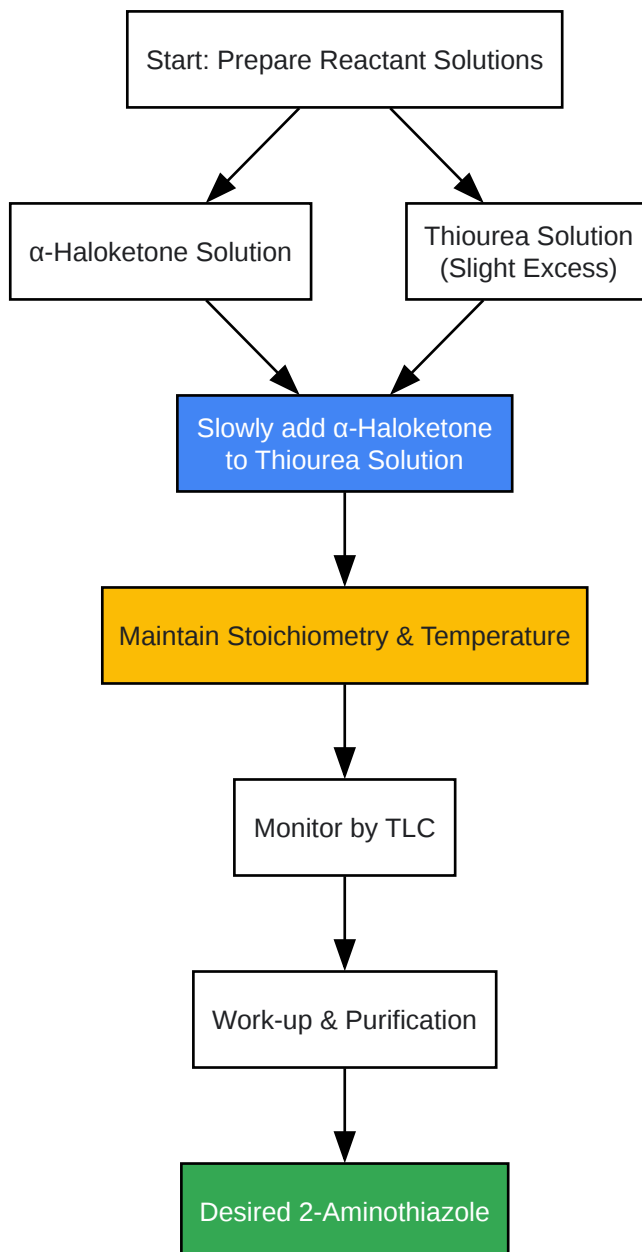 Start: Prepare Reactant Solutions
α-Haloketone Solution
Thiourea Solution
(Slight Excess)
Slowly add α-Haloketone
to Thiourea Solution
Maintain Stoichiometry & Temperature
Monitor by TLC
Work-up & Purification
Desired 2-Aminothiazole